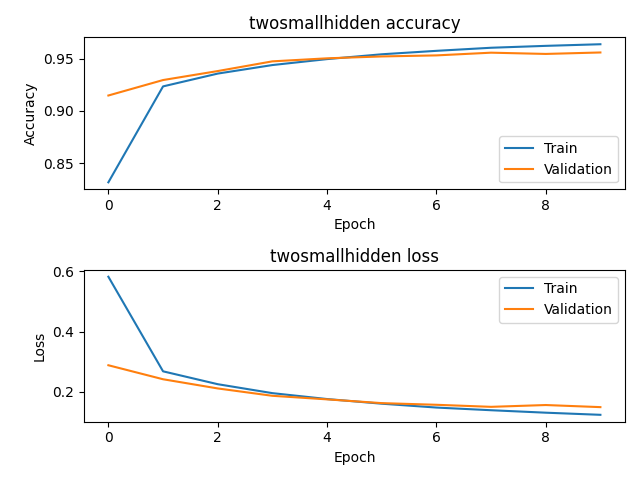 twosmallhidden accuracy
0.95
0.90
0.85
Accuracy
Train
Validation
0 2 4 6 8
Epoch
twosmallhidden loss
0.6
0.4
0.2
Loss
Train
Validation
0 2 4 6 8
Epoch